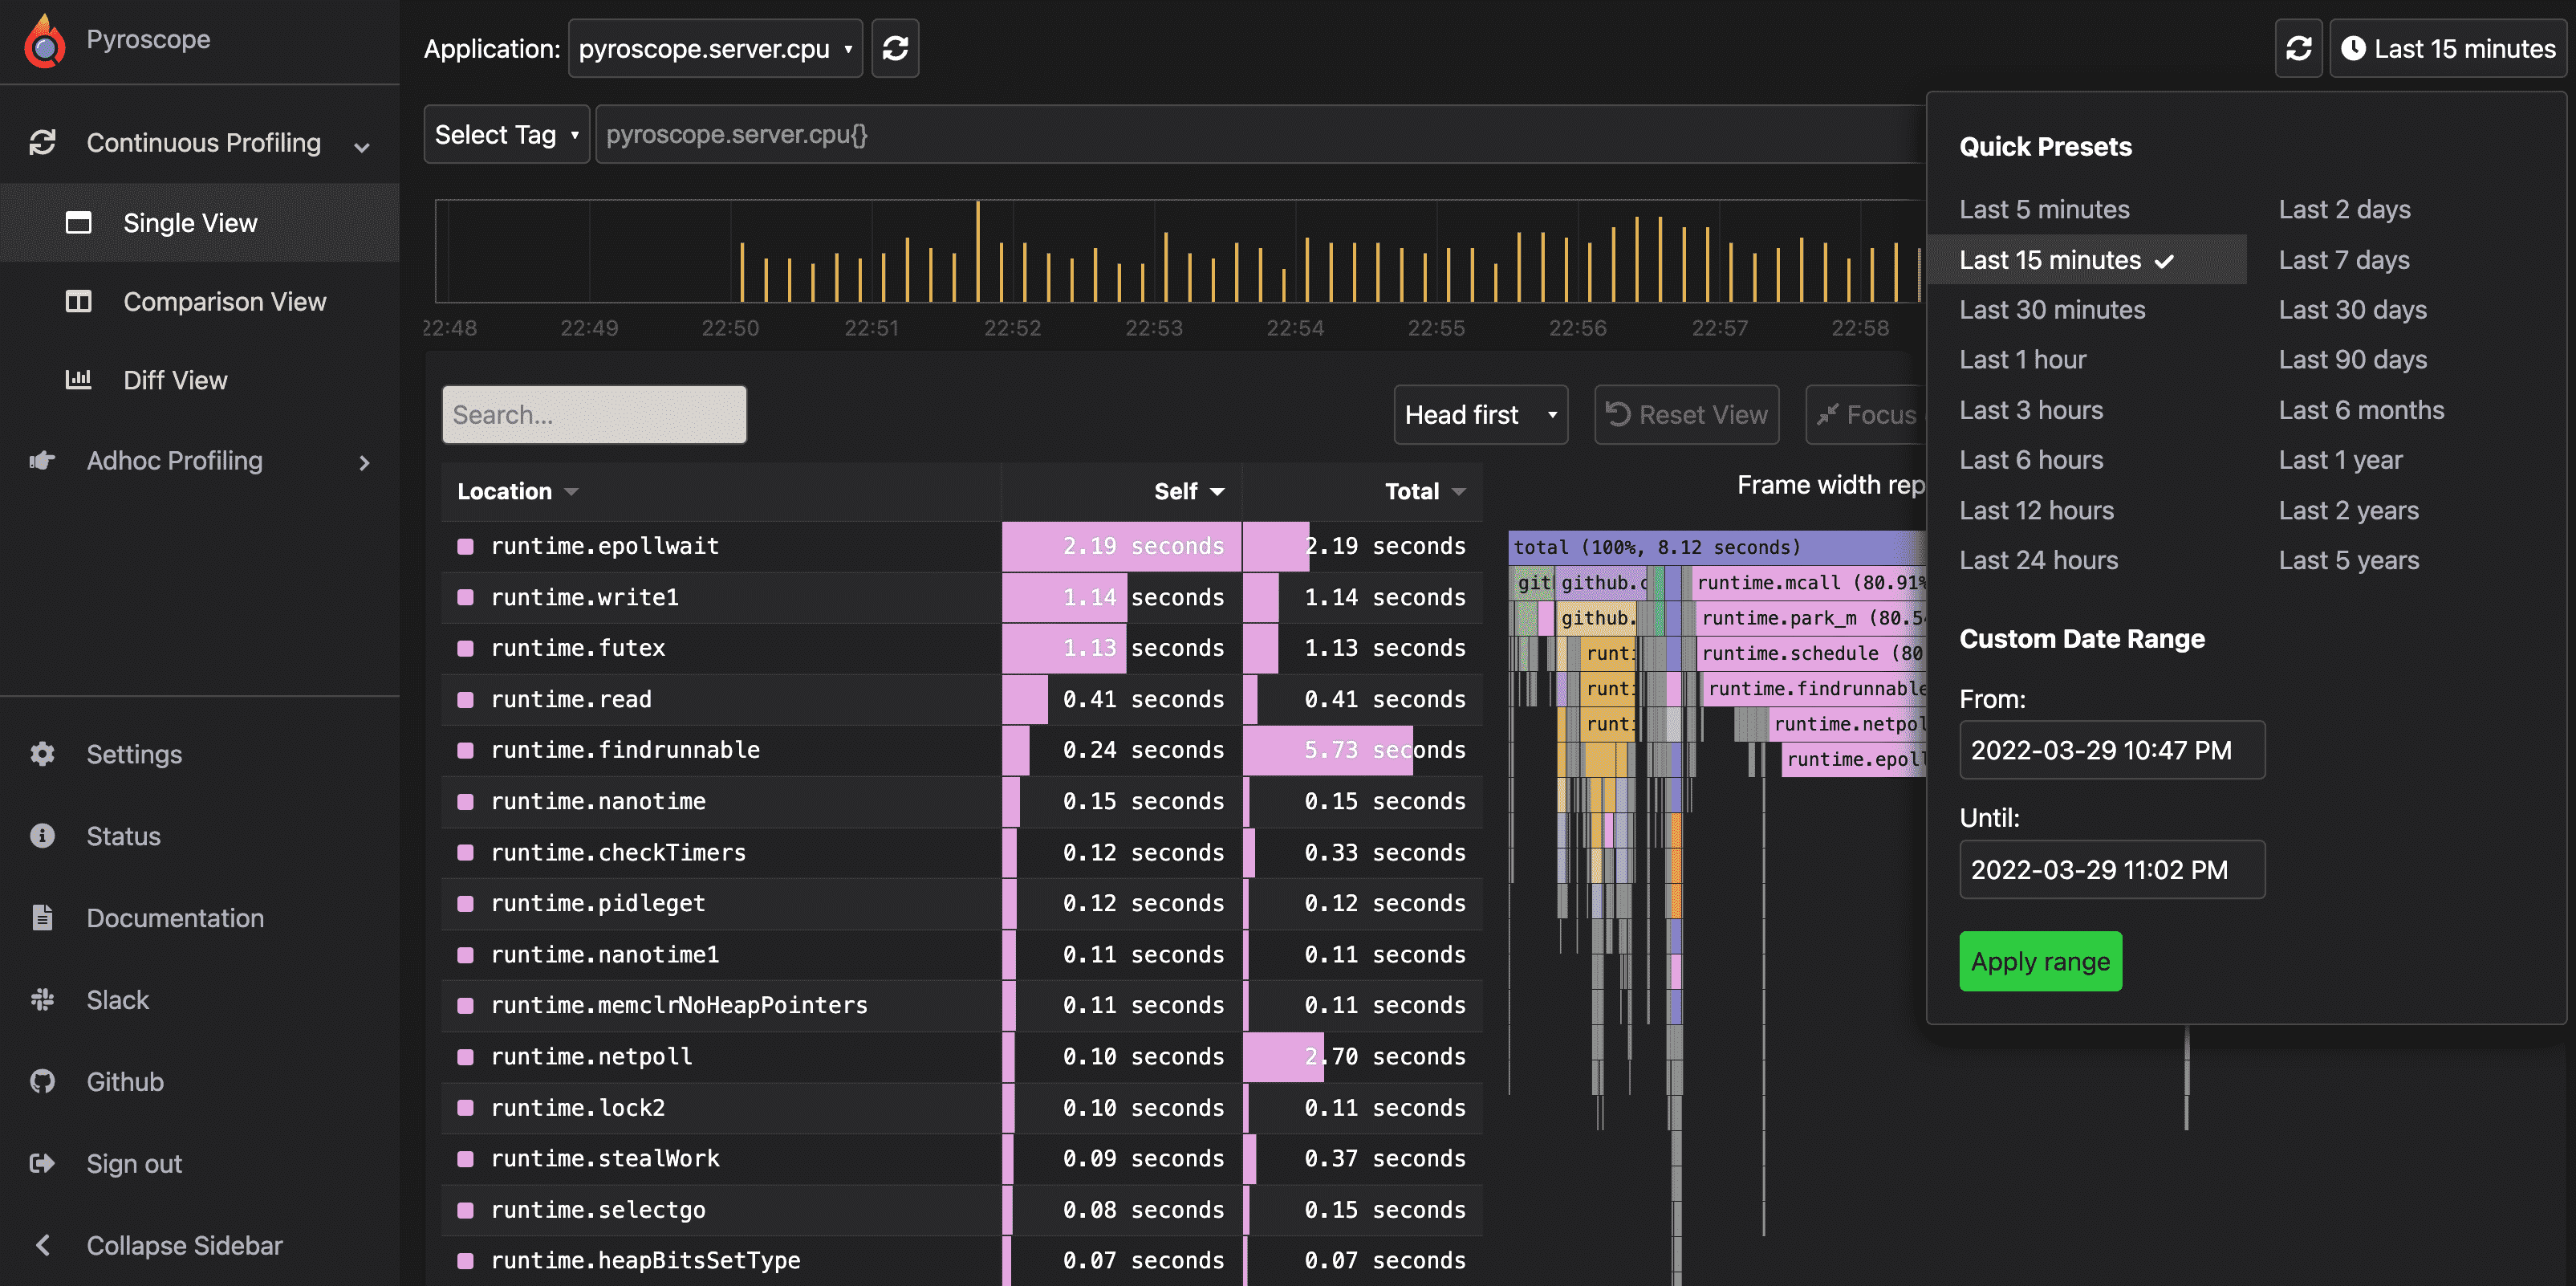 Pyroscope
Continuous Profiling
Single View
Comparison View
Diff View
Adhoc Profiling
Settings
Status
Documentation
Slack
Github
Sign out
Collapse Sidebar
Application: pyroscope.server.cpu
Last 15 minutes
Select Tag pyroscope.server.cpu{}
22:48 22:49 22:50 22:51 22:52 22:53 22:54 22:55 22:56 22:57 22:58
Search...
Head first Reset View Focus
Location Self Total
runtime.epollwait 2.19 seconds 2.19 seconds
runtime.write1 1.14 seconds 1.14 seconds
runtime.futex 1.13 seconds 1.13 seconds
runtime.read 0.41 seconds 0.41 seconds
runtime.findrunnable 0.24 seconds 5.73 seconds
runtime.nanotime 0.15 seconds 0.15 seconds
runtime.checkTimers 0.12 seconds 0.33 seconds
runtime.pidleget 0.12 seconds 0.12 seconds
runtime.nanotime1 0.11 seconds 0.11 seconds
runtime.memclrNoHeapPointers 0.11 seconds 0.11 seconds
runtime.netpoll 0.10 seconds 2.70 seconds
runtime.lock2 0.10 seconds 0.11 seconds
runtime.stealWork 0.09 seconds 0.37 seconds
runtime.selectgo 0.08 seconds 0.15 seconds
runtime.heapBitsSetType 0.07 seconds 0.07 seconds
Frame width rep
total (100%, 8.12 seconds)
git github.c runtime.mcall (80.91%
github. runtime.park_m (80.54
runti runtime.schedule (80
runti runtime.findrunnable
runti runtime.netpol
runtime.epoll
Quick Presets
Last 5 minutes Last 2 days
Last 15 minutes Last 7 days
Last 30 minutes Last 30 days
Last 1 hour Last 90 days
Last 3 hours Last 6 months
Last 6 hours Last 1 year
Last 12 hours Last 2 years
Last 24 hours Last 5 years
Custom Date Range
From:
2022-03-29 10:47 PM
Until:
2022-03-29 11:02 PM
Apply range